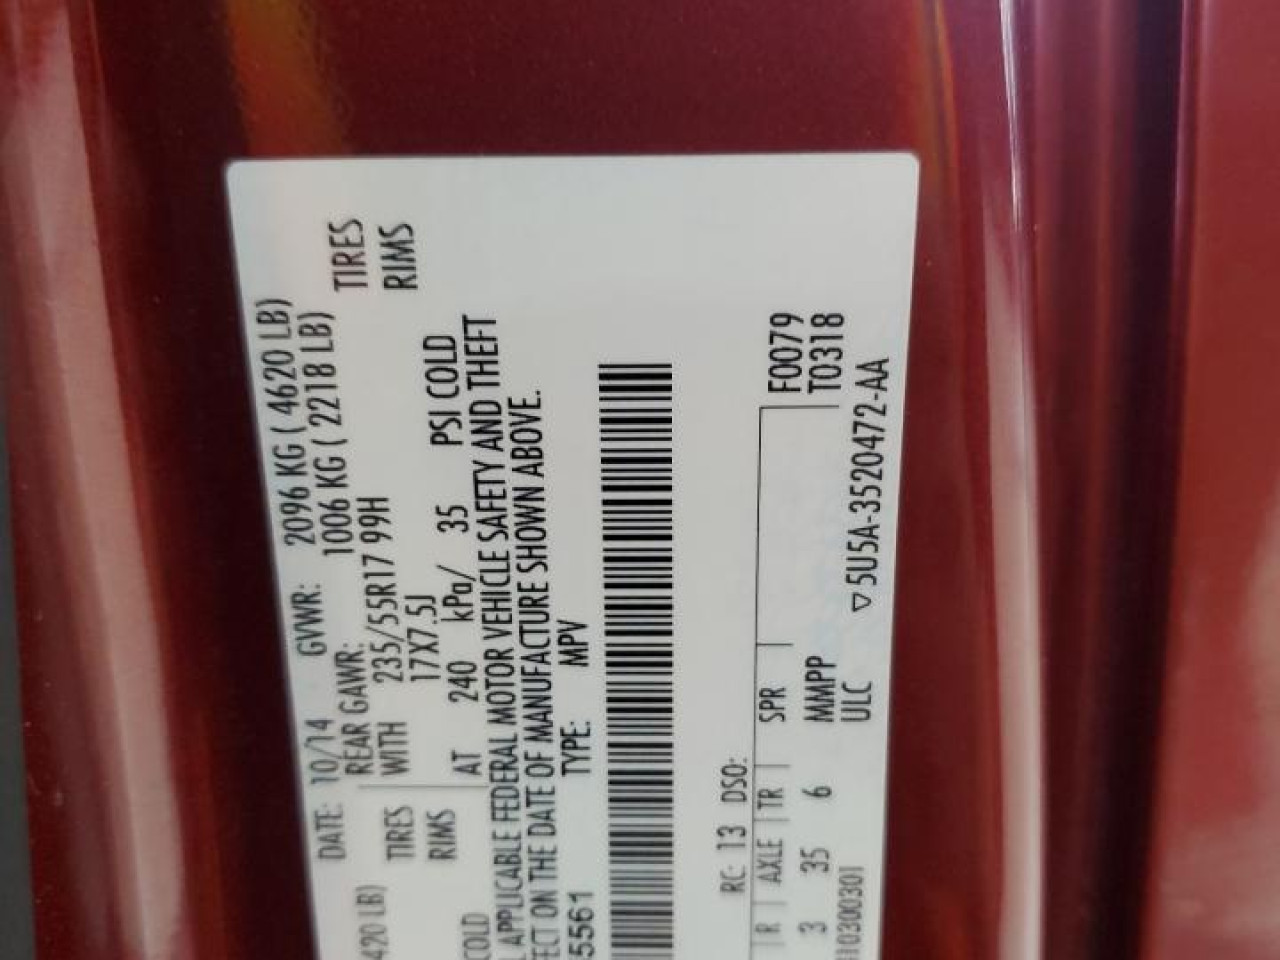 DATE: 10/14 GVWR: 2096 KG ( 4620 LB)
420 LB) REAR GAWR: 1006 KG ( 2218 LB)
TIRES WITH 235/55R17 99H TIRES
RIMS 17X7.5J RIMS
COLD AT 240 kPa/ 35 PSI COLD
APPLICABLE FEDERAL MOTOR VEHICLE SAFETY AND THEFT
ECT ON THE DATE OF MANUFACTURE SHOWN ABOVE.
5561 TYPE: MPV
RC: 13 DSO:
R AXLE TR SPR F0079
3 35 6 MMPP T0318
10300301 ULC ▽ 5U5A-3520472-AA